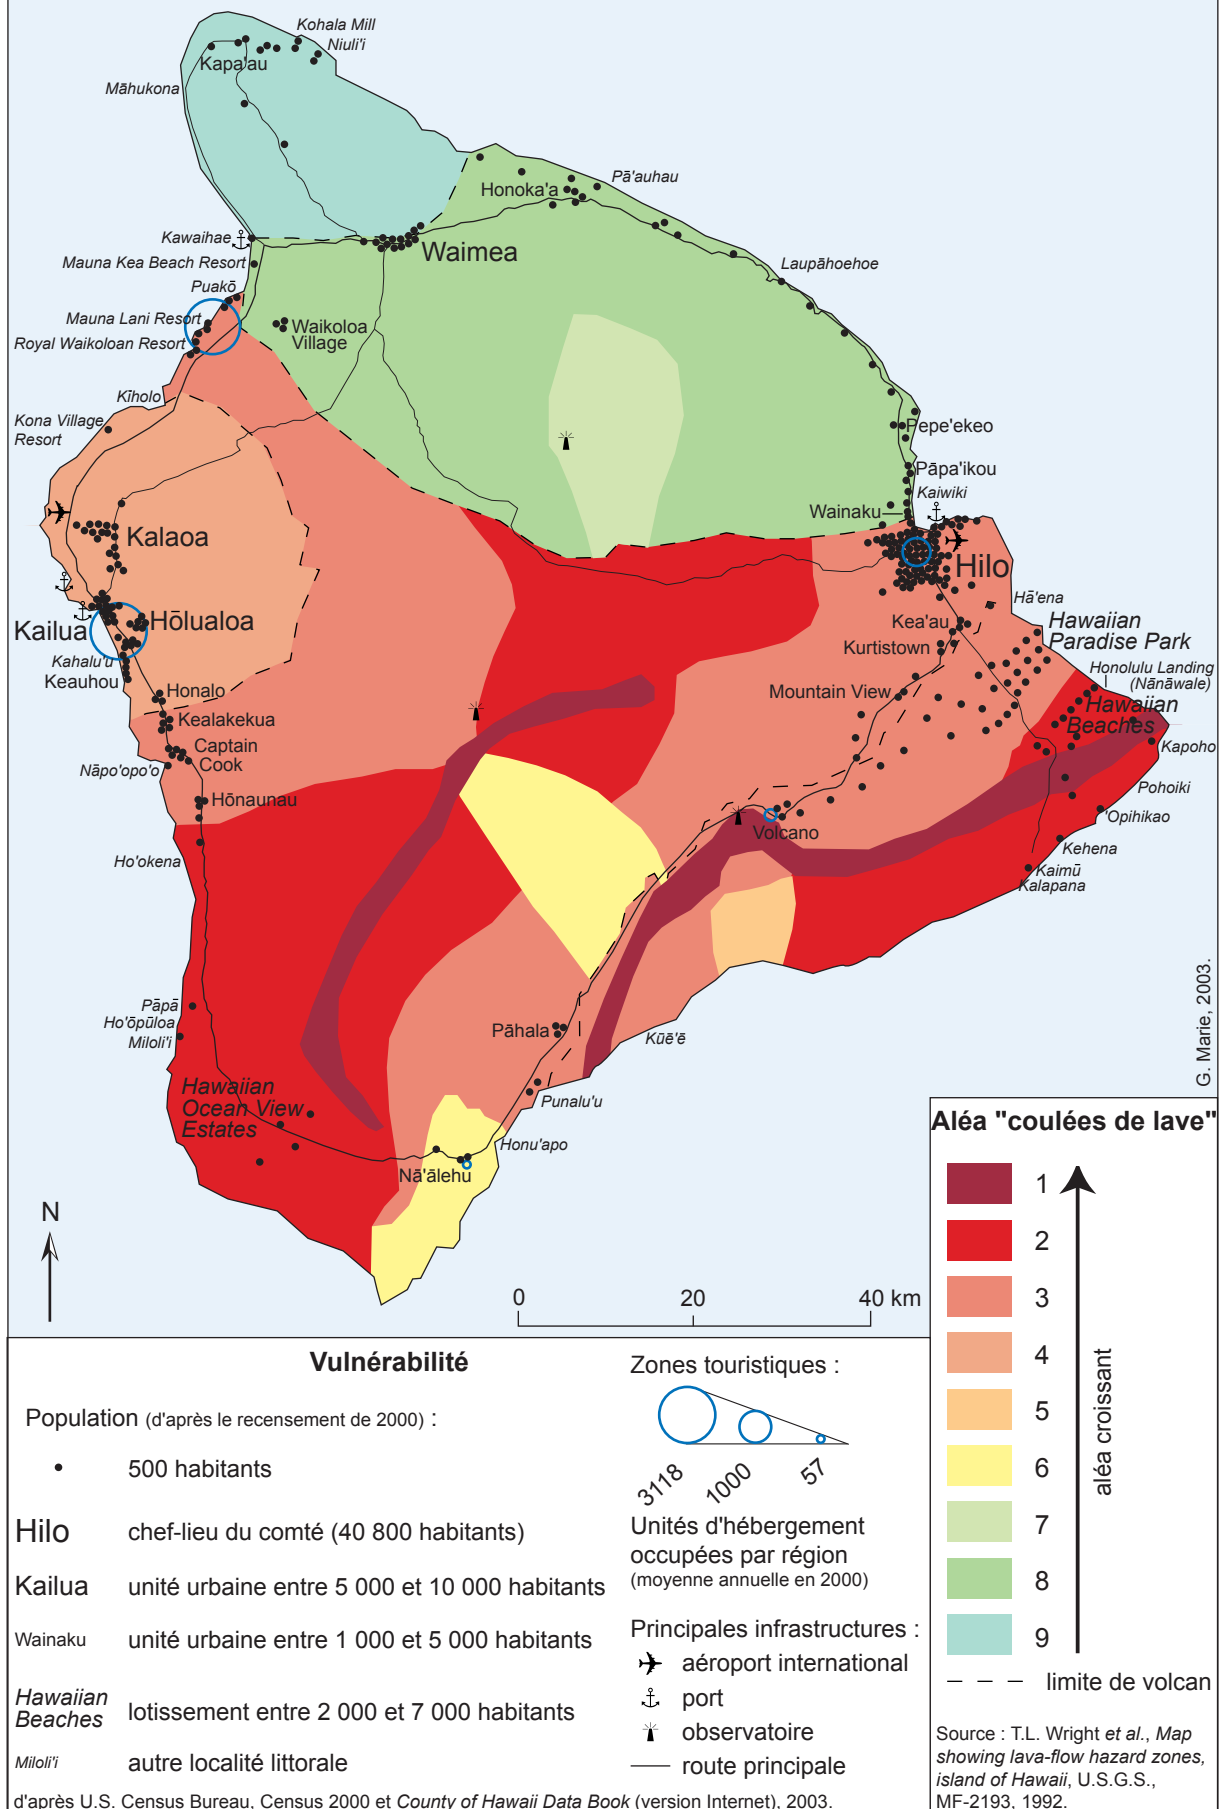 Kohala Mill
Niuli'i
Kapa'au
Māhukona
Pā'auhau
Honoka'a
Kawaihae
Waimea
Mauna Kea Beach Resort
Laupāhoehoe
Puakō
Mauna Lani Resort
Waikoloa
Village
Royal Waikoloan Resort
Kīholo
Kona Village
Resort
Pepe'ekeo
Pāpa'ikou
Kaiwiki
Wainaku
Kalaoa
Hilo
Hā'ena
Kailua
Hōlualoa
Kea'au
Hawaiian
Paradise Park
Kurtistown
Kahalu'u
Keauhou
Honolulu Landing
(Nānāwale)
Honalo
Mountain View
Hawaiian
Beaches
Kealakekua
Captain
Cook
Kapoho
Nāpo'opo'o
Pohoiki
Hōnaunau
'Opihikao
Volcano
Kehena
Ho'okena
Kaimū
Kalapana
Pāpā
Ho'ōpūloa
Miloli'i
Pāhala
Kūē'ē
Hawaiian
Ocean View
Estates
Punalu'u
Honu'apo
Nā'ālehu
G. Marie, 2003.
N
0 20 40 km
Aléa "coulées de lave"
1
2
3
4
5
6
7
8
9
aléa croissant
limite de volcan
Source : T.L. Wright et al., Map
showing lava-flow hazard zones,
island of Hawaii, U.S.G.S.,
MF-2193, 1992.
Vulnérabilité
Population (d'après le recensement de 2000) :
500 habitants
Hilo chef-lieu du comté (40 800 habitants)
Kailua unité urbaine entre 5 000 et 10 000 habitants
Wainaku unité urbaine entre 1 000 et 5 000 habitants
Hawaiian
Beaches lotissement entre 2 000 et 7 000 habitants
Miloli'i autre localité littorale
Zones touristiques :
3118 1000 57
Unités d'hébergement
occupées par région
(moyenne annuelle en 2000)
Principales infrastructures :
aéroport international
port
observatoire
route principale
d'après U.S. Census Bureau, Census 2000 et County of Hawaii Data Book (version Internet), 2003.